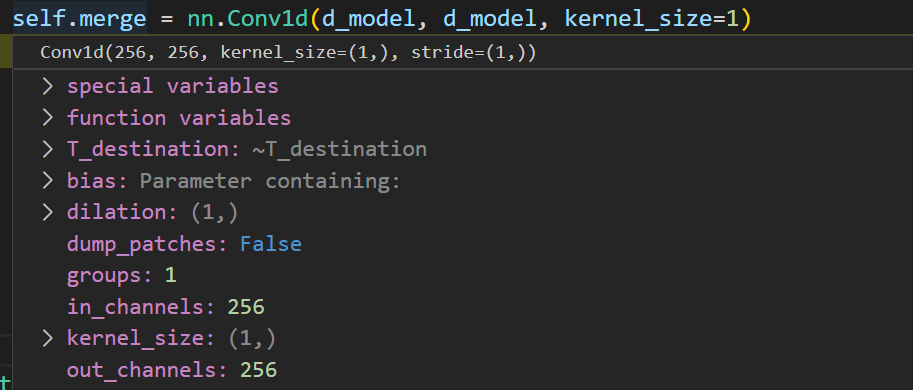 self.merge = nn.Conv1d(d_model, d_model, kernel_size=1)
Conv1d(256, 256, kernel_size=(1,), stride=(1,))
> special variables
> function variables
> T_destination: ~T_destination
> bias: Parameter containing:
> dilation: (1,)
dump_patches: False
groups: 1
in_channels: 256
> kernel_size: (1,)
out_channels: 256
t